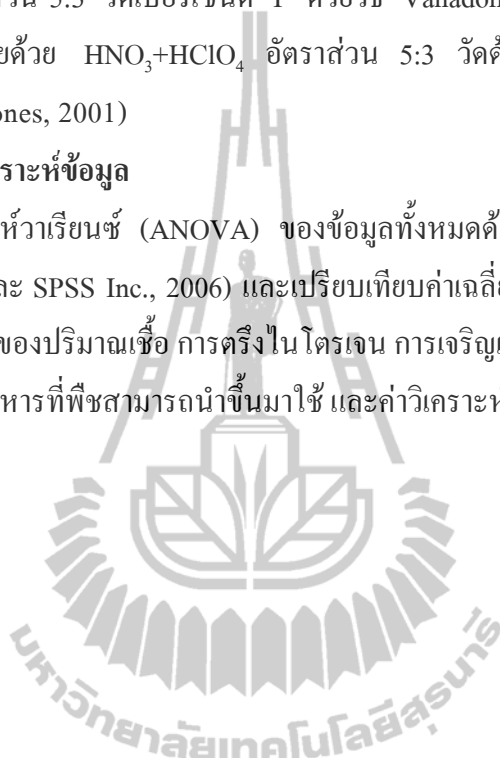 ส่วน 5:3 วัดเปอร์เซ็นต์ P ด้วยวิธี
ยด้วย HNO₃+HClO₄ อัตราส่วน 5:3 วัดด้
ones, 2001)
ราะห์ข้อมูล
ห์วาเรียนซ์ (ANOVA) ของข้อมูลทั้งหมดด้
ละ SPSS Inc., 2006) และเปรียบเทียบค่าเฉลี่ย
ของปริมาณเชื้อ การตรึงไนโตรเจน การเจริญเ
หารที่พืชสามารถนำขึ้นมาใช้ และค่าวิเคราะห์
มหาวิทยาลัยเทคโนโลยีสุรนารี